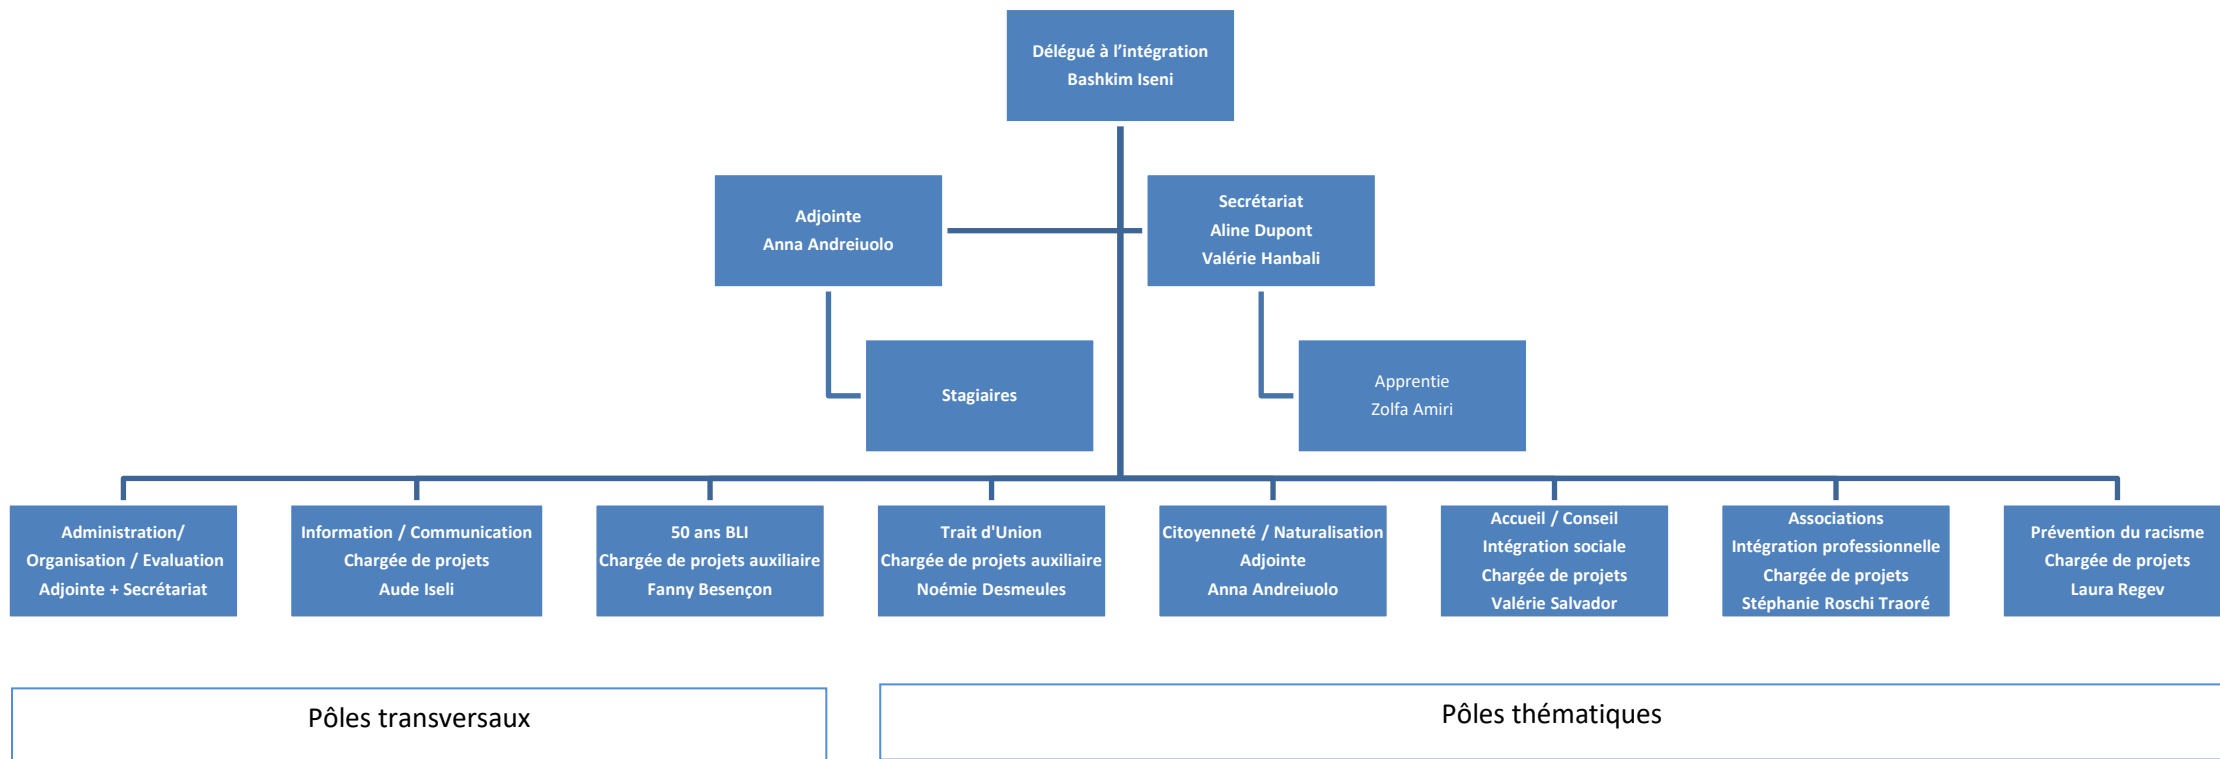 Délégué à l’intégration
Bashkim Iseni
Adjointe
Anna Andreiuolo
Secrétariat
Aline Dupont
Valérie Hanbali
Stagiaires
Apprentie
Zolfa Amiri
Administration/
Organisation / Evaluation
Adjointe + Secrétariat
Information / Communication
Chargée de projets
Aude Iseli
50 ans BLI
Chargée de projets auxiliaire
Fanny Besençon
Trait d'Union
Chargée de projets auxiliaire
Noémie Desmeules
Citoyenneté / Naturalisation
Adjointe
Anna Andreiuolo
Accueil / Conseil
Intégration sociale
Chargée de projets
Valérie Salvador
Associations
Intégration professionnelle
Chargée de projets
Stéphanie Roschi Traoré
Prévention du racisme
Chargée de projets
Laura Regev
Pôles transversaux
Pôles thématiques